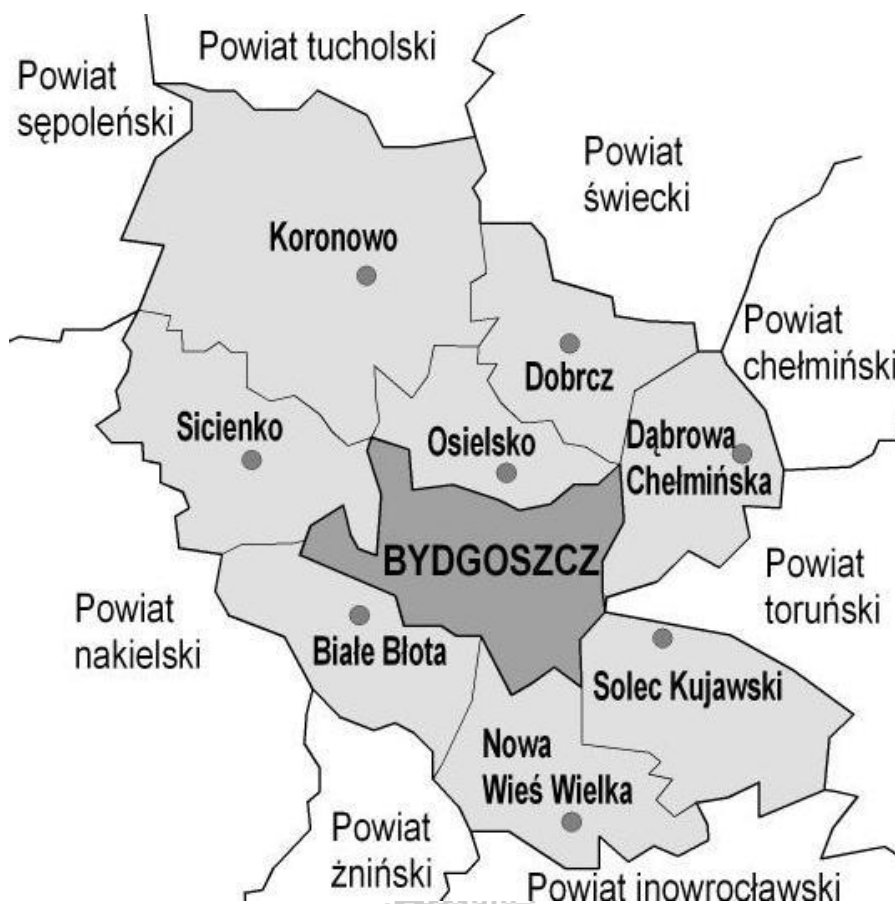 Powiat tucholski
Powiat
sępoleński
Powiat
świecki
Koronowo
Powiat
chełmiński
Dobrcz
Sicienko
Osielsko
Dąbrowa
Chełmińska
BYDGOSZCZ
Powiat
toruński
Powiat
nakielski
Białe Błota
Solec Kujawski
Nowa
Wieś Wielka
Powiat
żniński
Powiat inowrocławski